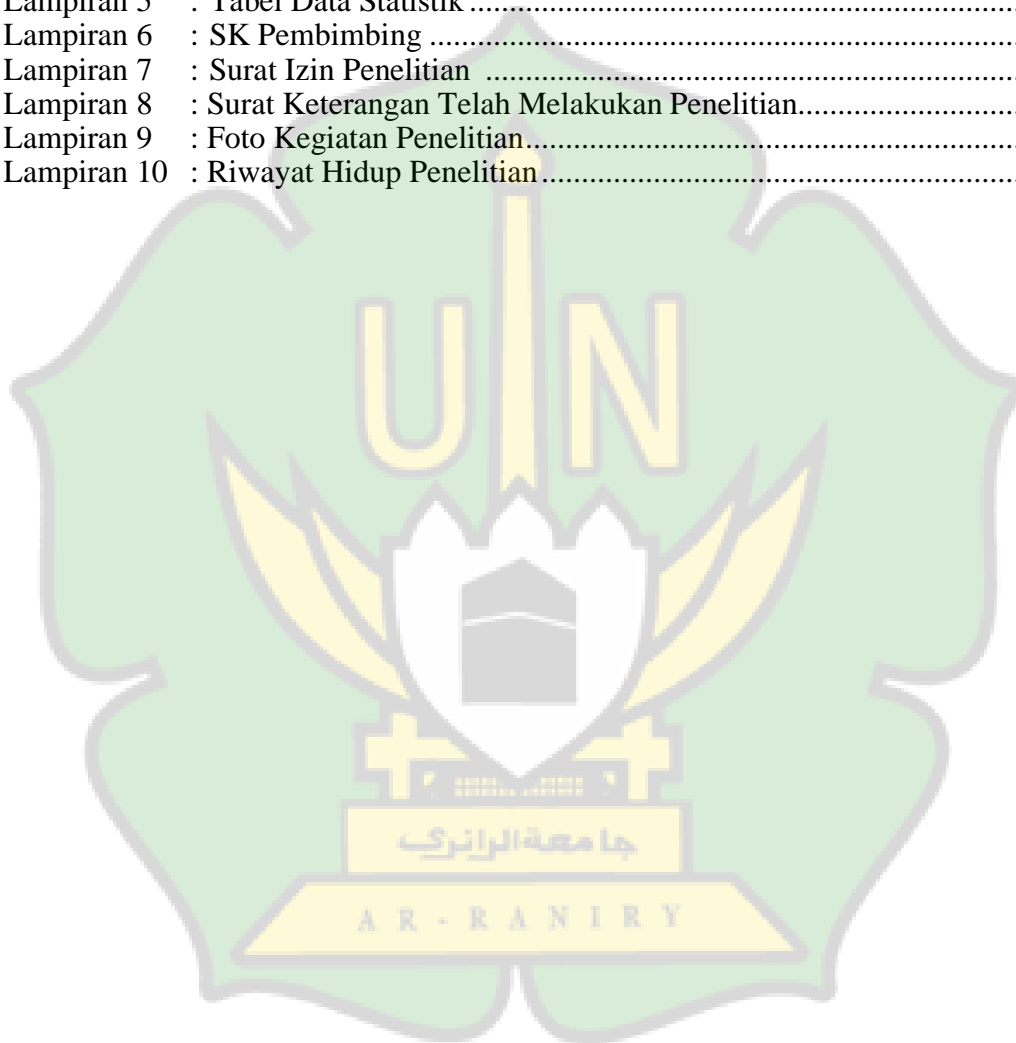 Lampiran 5 : Tabel Data Statistik ...........................................................................
Lampiran 6 : SK Pembimbing ................................................................................
Lampiran 7 : Surat Izin Penelitian ........................................................................
Lampiran 8 : Surat Keterangan Telah Melakukan Penelitian..............................
Lampiran 9 : Foto Kegiatan Penelitian..................................................................
Lampiran 10 : Riwayat Hidup Penelitian................................................................
UIN
جامعة الرانري
AR-RANIRY